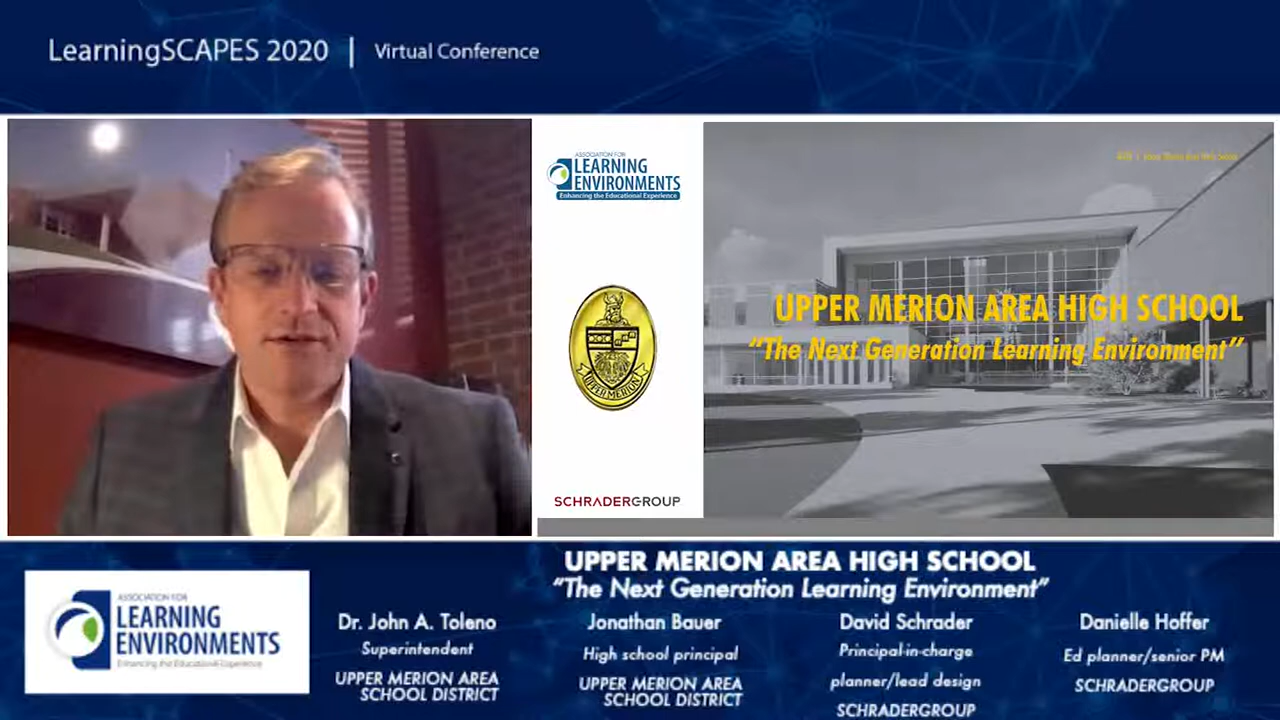 LearningSCAPES 2020 | Virtual Conference
ASSOCIATION FOR
LEARNING
ENVIRONMENTS
Enhancing the Educational Experience
UPPER MERION
SCHRADERGROUP
UPPER MERION AREA HIGH SCHOOL
“The Next Generation Learning Environment”
UPPER MERION AREA HIGH SCHOOL
“The Next Generation Learning Environment”
ASSOCIATION FOR
LEARNING
ENVIRONMENTS
Enhancing the Educational Experience
Dr. John A. Toleno
Superintendent
UPPER MERION AREA
SCHOOL DISTRICT
Jonathan Bauer
High school principal
UPPER MERION AREA
SCHOOL DISTRICT
David Schrader
Principal-in-charge
planner/lead design
SCHRADERGROUP
Danielle Hoffer
Ed planner/senior PM
SCHRADERGROUP